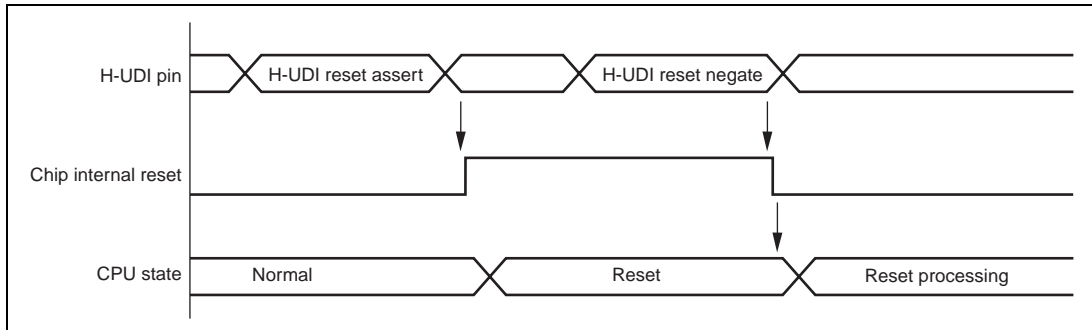 H-UDI pin
H-UDI reset assert
H-UDI reset negate
Chip internal reset
CPU state
Normal
Reset
Reset processing